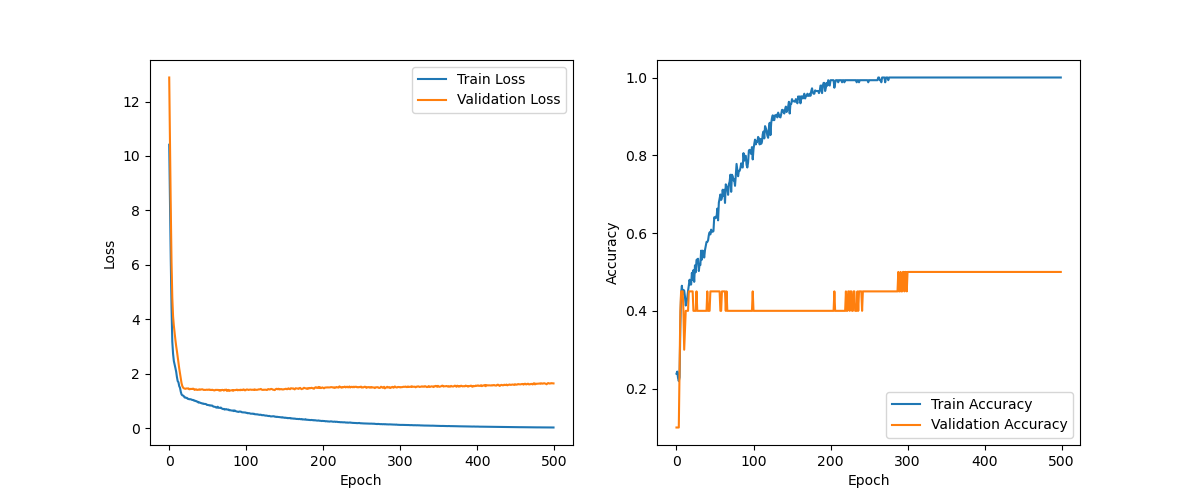 Train Loss
Validation Loss
12
10
8
6
4
2
0
0 100 200 300 400 500
Loss
Epoch
1.0
0.8
0.6
0.4
0.2
0 100 200 300 400 500
Accuracy
Epoch
Train Accuracy
Validation Accuracy